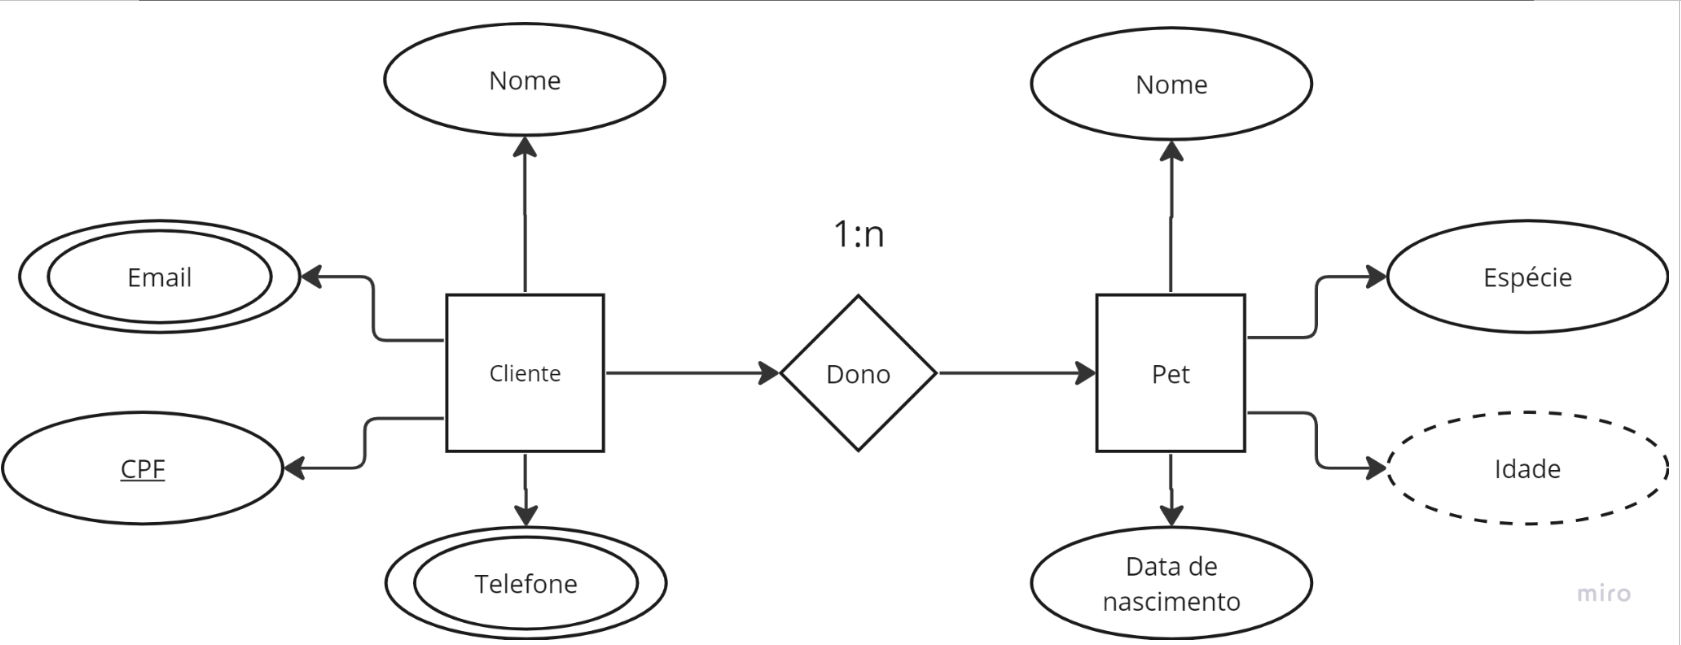 Nome
Nome
1:n
Email
Espécie
Cliente
Dono
Pet
CPF
Idade
Telefone
Data de
nascimento
miro